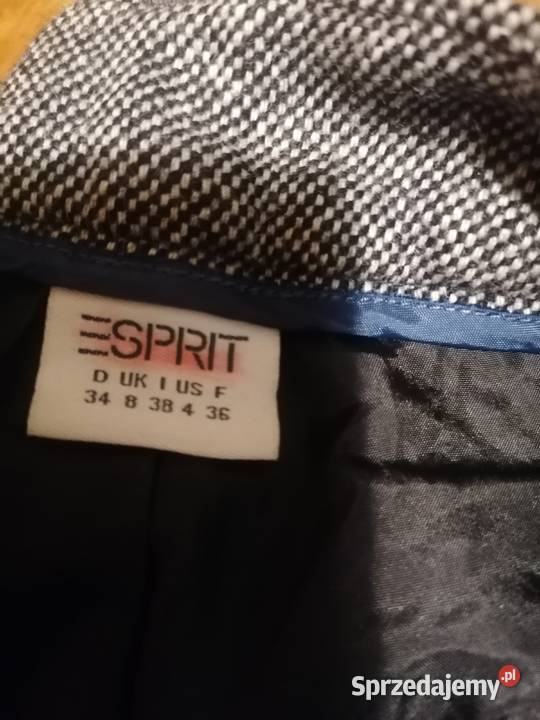 ESPRIT
D UK I US F
34 8 38 4 36
Sprzedajemy.pl